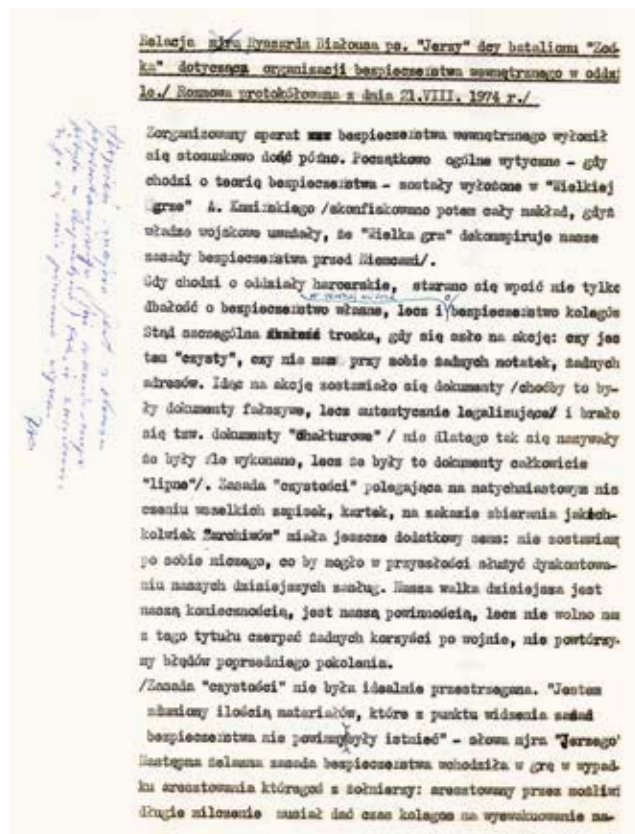 Relacja mjra Ryszarda Białousa ps. "Jerzy" dcy batalionu "Zoś
ka" dotycząca organizacji bezpieczeństwa wewnętrznego w oddzi
le./ Rozmowa protokółowana z dnia 21.VIII. 1974 r./
Zorganizowany aparat bezpieczeństwa wewnętrznego wyłonił
się stosunkowo dość późno. Początkowo ogólne wytyczne - gdy
chodzi o teorię bezpieczeństwa - zostały wyłożone w "Wielkiej
grze" A. Kamińskiego /skonfiskowano potem cały nakład, gdyż
władze wojskowe uważały, że "Wielka gra" dekonspiruje nasze
zasady bezpieczeństwa przed Niemcami/.
Gdy chodzi o oddziały harcerskie, starano się wpoić nie tylko
dbałość o bezpieczeństwo własne, lecz i o bezpieczeństwo kolegów
Stąd szczególna troska, gdy się szło na akcję: czy jes
tem "czysty", czy nie mam przy sobie żadnych notatek, żadnych
adresów. Idąc na akcję zostawiało się dokumenty /choćby to by-
ły dokumenty fałszywe, lecz autentycznie legalizujące/ i brało
się tzw. dokumenty "chałturowe" / nie dlatego tak się nazywały
że były źle wykonane, lecz że były to dokumenty całkowicie
"lipne"/. Zasada "czystości" polegająca na natychmiastowym nis
czeniu wszelkich zapisek, kartek, na zakazie zbierania jakich-
kolwiek "archiwów" miała jeszcze dodatkowy sens: nie zostawiać
po sobie niczego, co by mogło w przyszłości służyć dyskontowa-
niu naszych dzisiejszych zasług. Nasza walka dzisiejsza jest
naszą koniecznością, jest naszą powinnością, lecz nie wolno nam
z tego tytułu czerpać żadnych korzyści po wojnie, nie powtórzy-
my błędów poprzedniego pokolenia.
/Zasada "czystości" nie była idealnie przestrzegana. "Jestem
zdumiony ilością materiałów, które z punktu widzenia zasad
bezpieczeństwa nie powinny były istnieć" - słowa mjra "Jerzego"
Następna żelazna zasada bezpieczeństwa wchodziła w grę w wypad-
ku aresztowania któregoś z żołnierzy: aresztowany przez możliwi
długie milczenie musiał dać czas kolegom na wyewakuowanie ma-